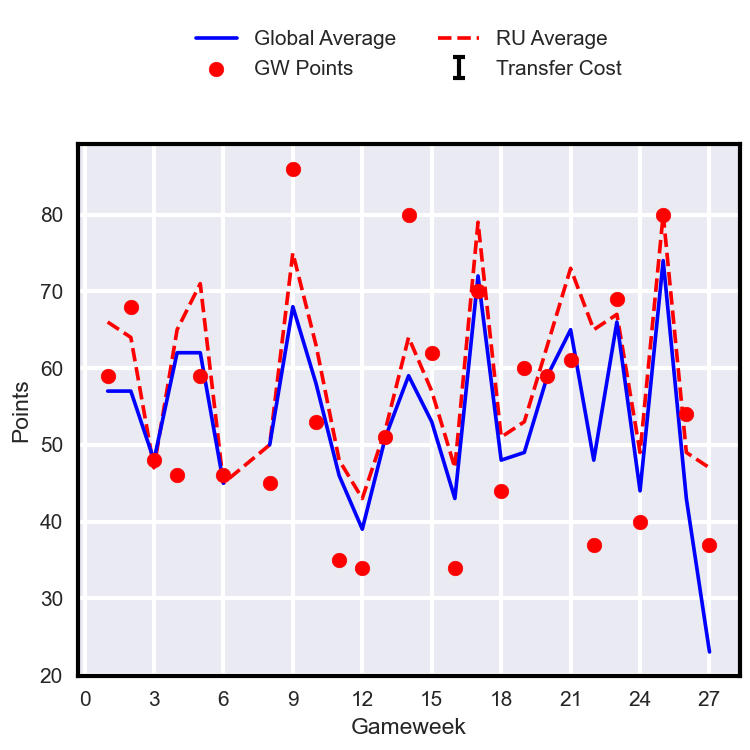 Global Average
RU Average
GW Points
Transfer Cost
80
70
60
50
40
30
20
Points
0 3 6 9 12 15 18 21 24 27
Gameweek